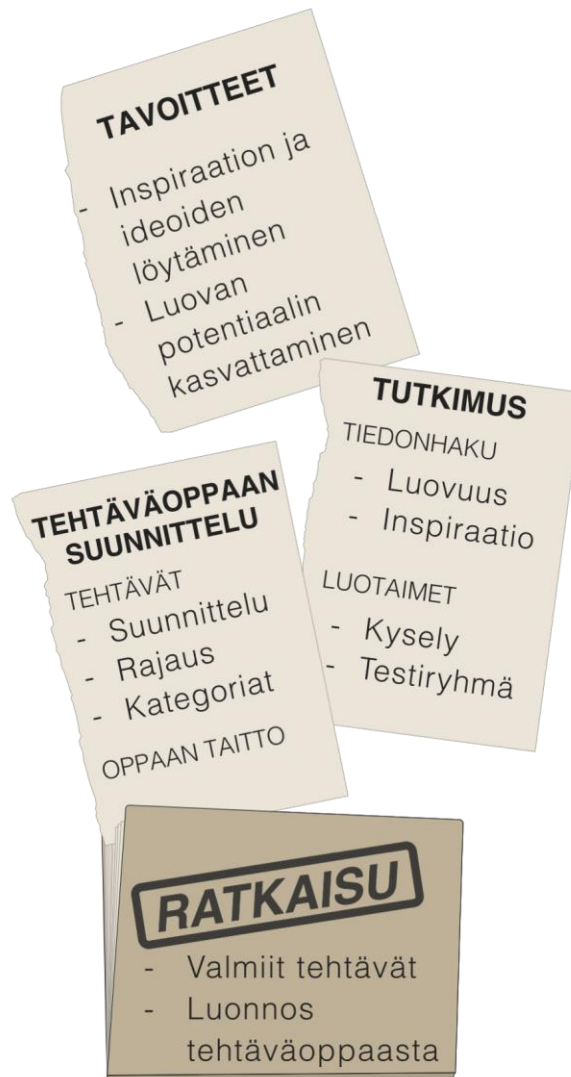 TAVOITTEET
- Inspiraation ja
ideoiden
löytäminen
- Luovan
potentiaalin
kasvattaminen
TUTKIMUS
TIEDONHAKU
- Luovuus
- Inspiraatio
LUOTAIMET
- Kysely
- Testiryhmä
TEHTÄVÄOPPAAN
SUUNNITTELU
TEHTÄVÄT
- Suunnittelu
- Rajaus
- Kategoriat
OPPAAN TAITTO
RATKAISU
- Valmiit tehtävät
- Luonnos
tehtäväoppaasta